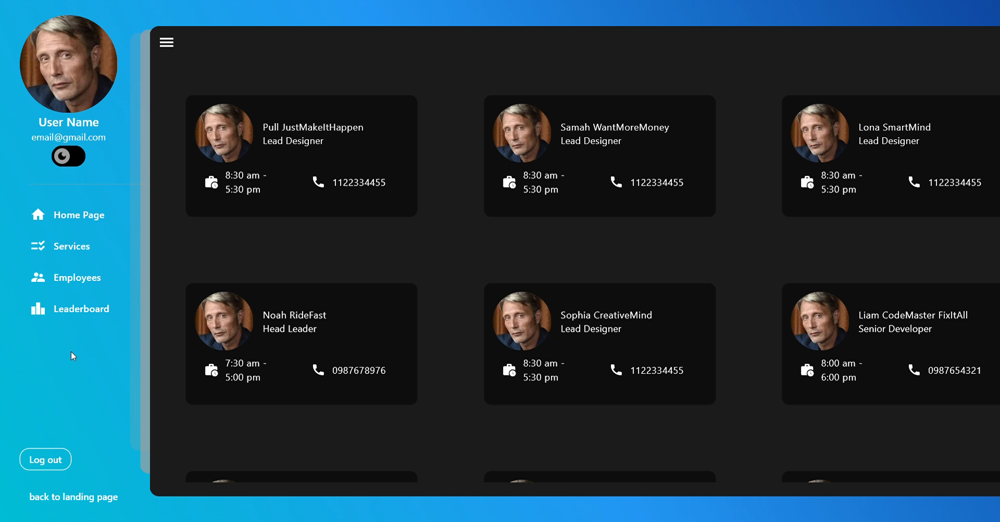 User Name
email@gmail.com
Home Page
Services
Employees
Leaderboard
Log out
back to landing page
Pull JustMakeItHappen
Lead Designer
8:30 am -
5:30 pm
1122334455
Samah WantMoreMoney
Lead Designer
8:30 am -
5:30 pm
1122334455
Lona SmartMind
Lead Designer
8:30 am -
5:30 pm
1122334455
Noah RideFast
Head Leader
7:30 am -
5:00 pm
0987678976
Sophia CreativeMind
Lead Designer
8:30 am -
5:30 pm
1122334455
Liam CodeMaster FixItAll
Senior Developer
8:00 am -
6:00 pm
0987654321